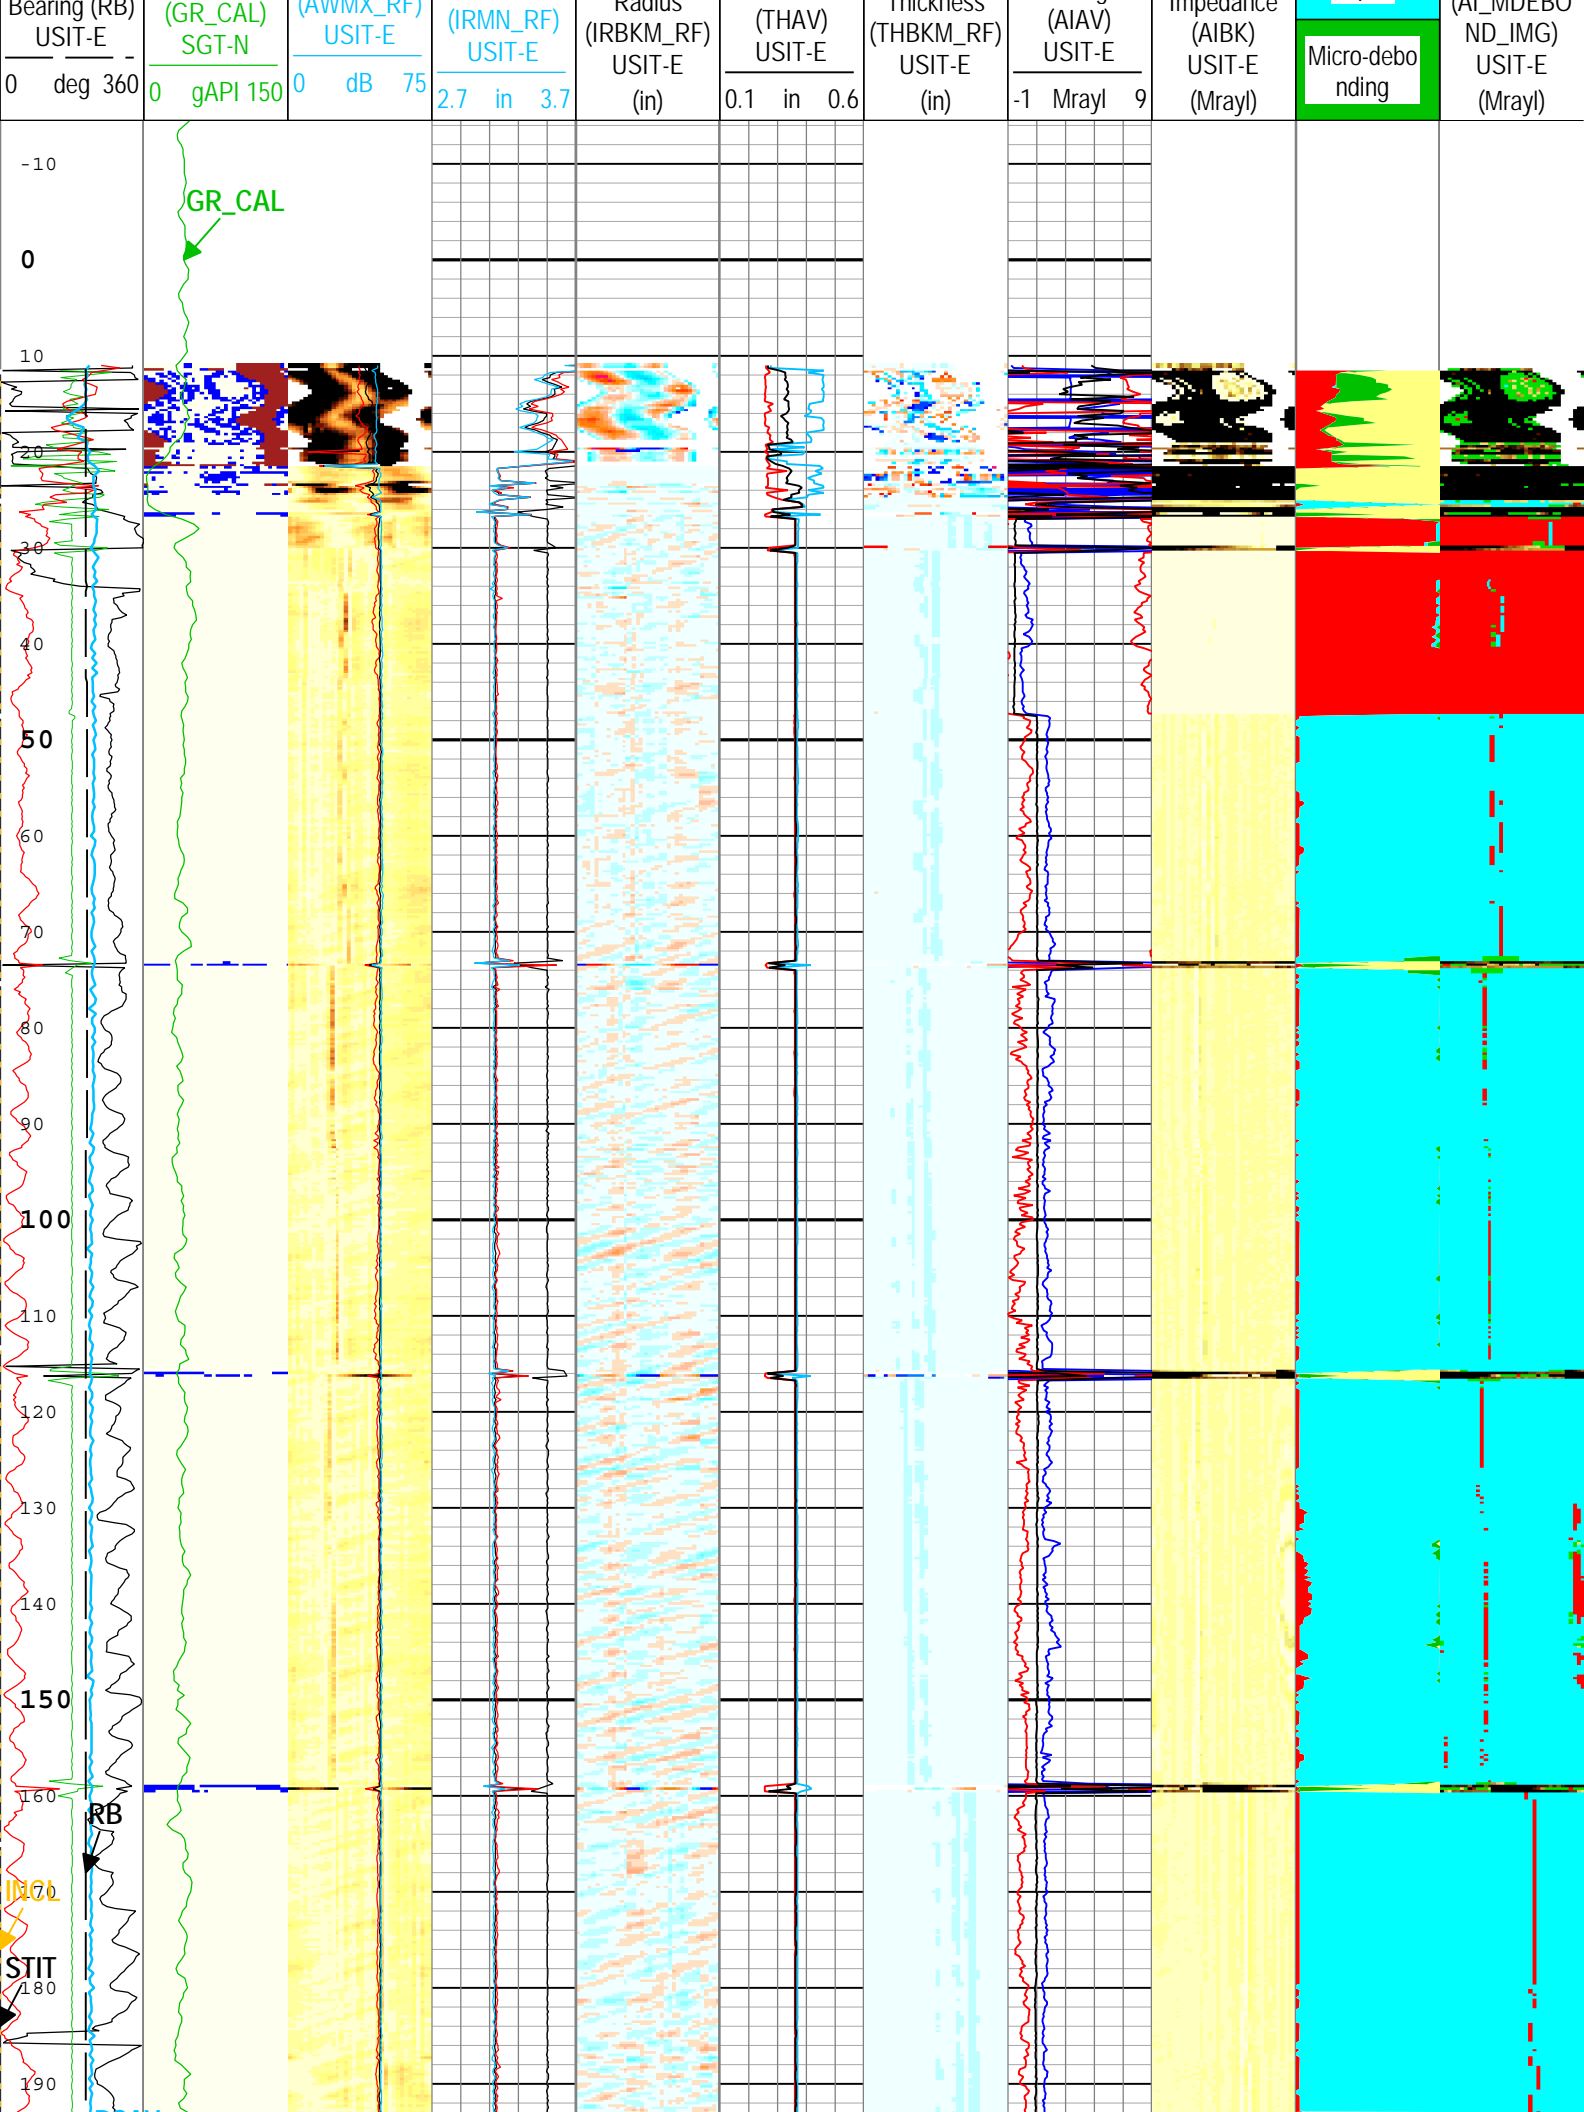 Bearing (RB)
USIT-E
0 deg 360
(GR_CAL)
SGT-N
0 gAPI 150
(AWMX_RF)
USIT-E
0 dB 75
(IRMN_RF)
USIT-E
2.7 in 3.7
Radius
(IRBKM_RF)
USIT-E
(in)
(THAV)
USIT-E
0.1 in 0.6
Thickness
(THBKM_RF)
USIT-E
(in)
(AIAV)
USIT-E
-1 Mrayl 9
Impedance
(AIBK)
USIT-E
(Mrayl)
Micro-debo
nding
(AI_MDEBO
ND_IMG)
USIT-E
(Mrayl)
-10
GR_CAL
0
10
20
30
40
50
60
70
80
90
100
110
120
130
140
150
160
RB
INCL
170
STIT
180
190